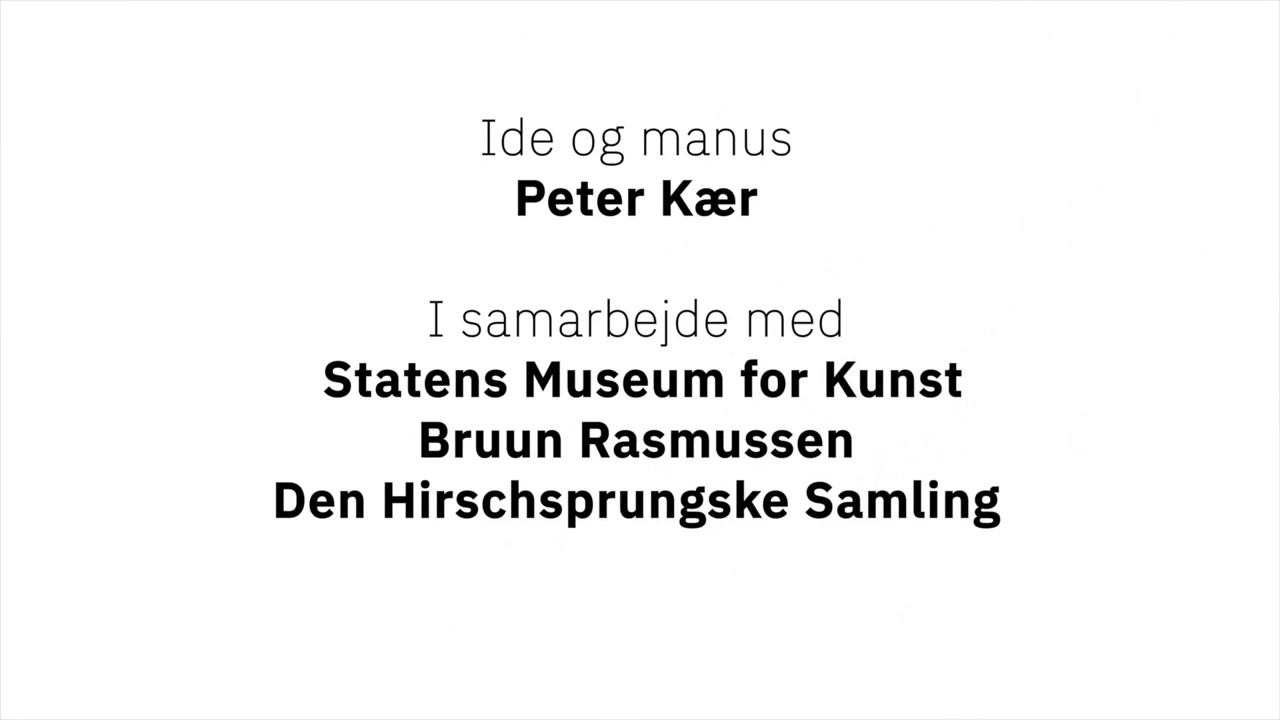 Ide og manus
Peter Kær
I samarbejde med
Statens Museum for Kunst
Bruun Rasmussen
Den Hirschsprungske Samling